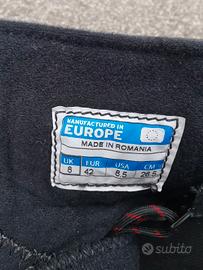 MANUFACTURED IN
EUROPE
MADE IN ROMANIA
UK EUR USA CM
8 42 8.5 26.5
subito